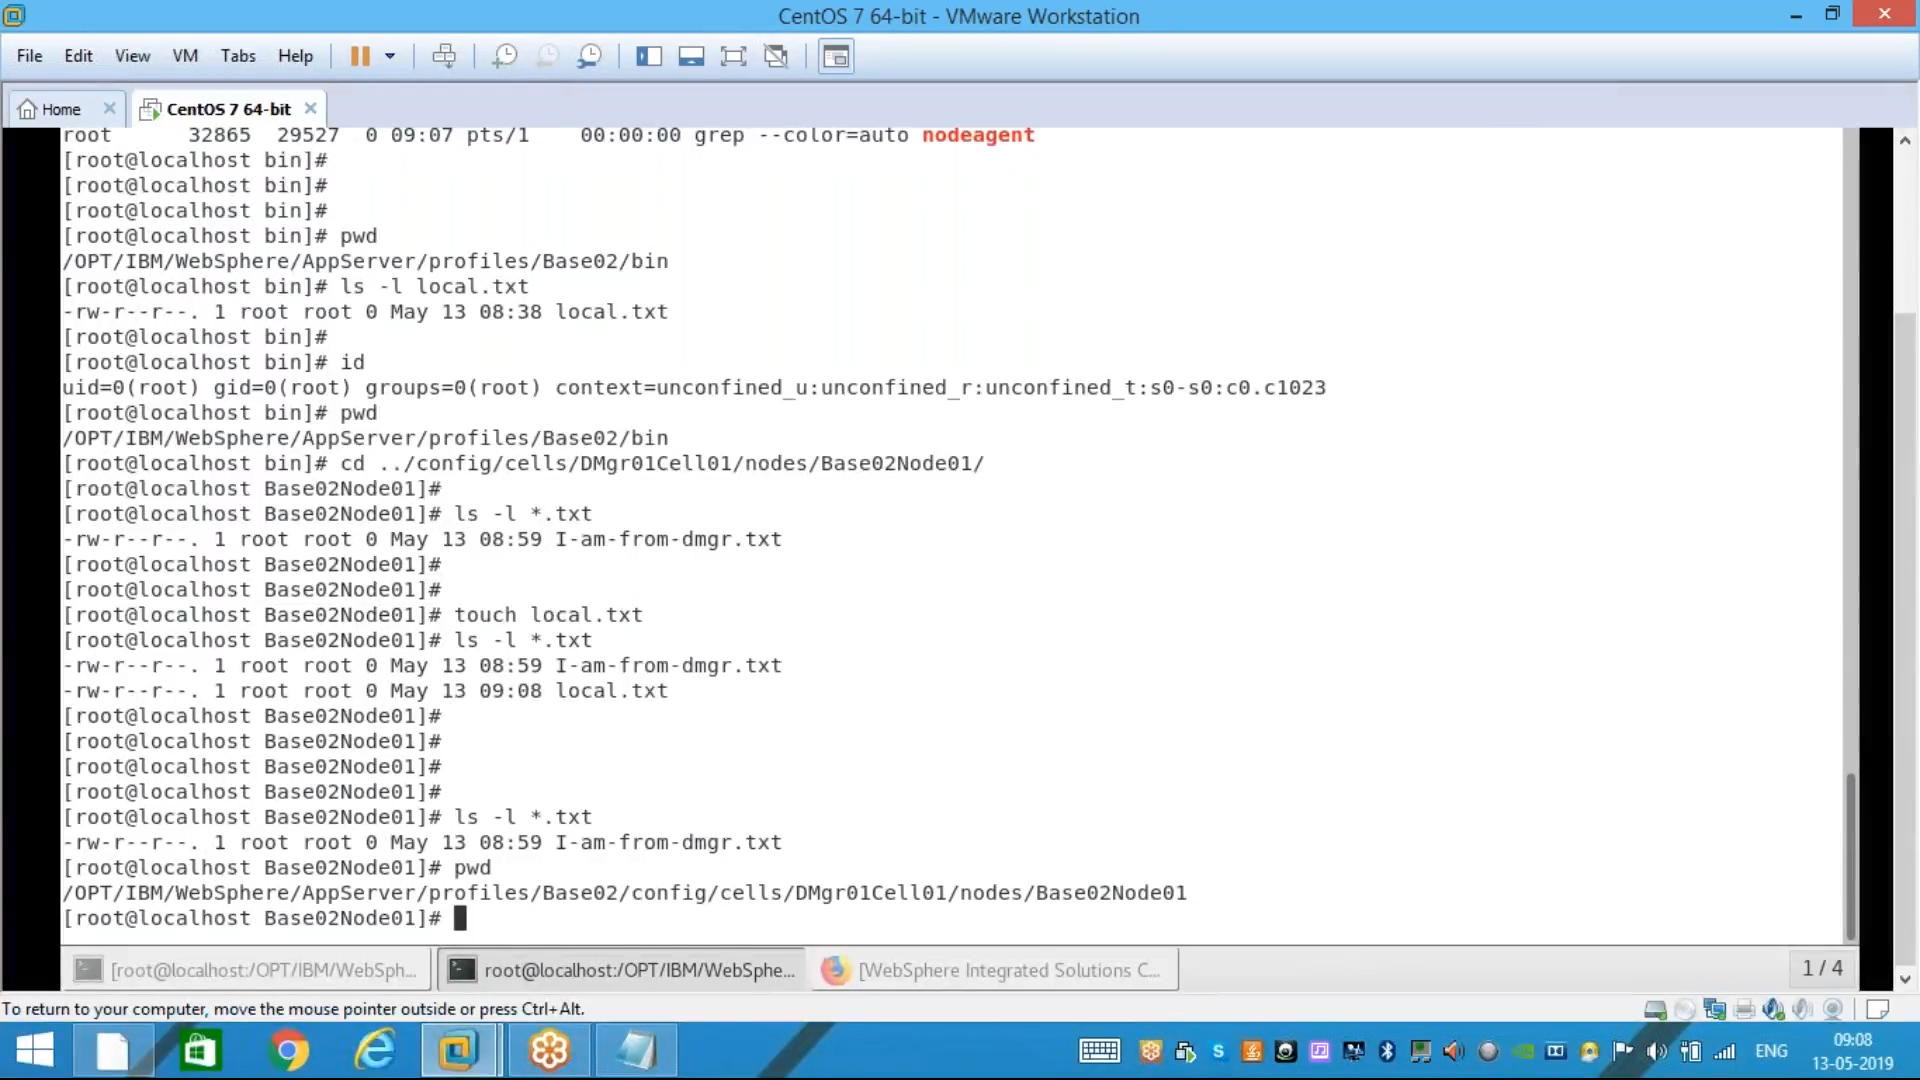 CentOS 7 64-bit - VMware Workstation
File Edit View VM Tabs Help
Home
CentOS 7 64-bit
root      32865  29527  0 09:07 pts/1    00:00:00 grep --color=auto nodeagent
[root@localhost bin]#
[root@localhost bin]#
[root@localhost bin]#
[root@localhost bin]# pwd
/OPT/IBM/WebSphere/AppServer/profiles/Base02/bin
[root@localhost bin]# ls -l local.txt
-rw-r--r--. 1 root root 0 May 13 08:38 local.txt
[root@localhost bin]#
[root@localhost bin]# id
uid=0(root) gid=0(root) groups=0(root) context=unconfined_u:unconfined_r:unconfined_t:s0-s0:c0.c1023
[root@localhost bin]# pwd
/OPT/IBM/WebSphere/AppServer/profiles/Base02/bin
[root@localhost bin]# cd ../config/cells/DMgr01Cell01/nodes/Base02Node01/
[root@localhost Base02Node01]#
[root@localhost Base02Node01]# ls -l *.txt
-rw-r--r--. 1 root root 0 May 13 08:59 I-am-from-dmgr.txt
[root@localhost Base02Node01]#
[root@localhost Base02Node01]#
[root@localhost Base02Node01]# touch local.txt
[root@localhost Base02Node01]# ls -l *.txt
-rw-r--r--. 1 root root 0 May 13 08:59 I-am-from-dmgr.txt
-rw-r--r--. 1 root root 0 May 13 09:08 local.txt
[root@localhost Base02Node01]#
[root@localhost Base02Node01]#
[root@localhost Base02Node01]#
[root@localhost Base02Node01]#
[root@localhost Base02Node01]# ls -l *.txt
-rw-r--r--. 1 root root 0 May 13 08:59 I-am-from-dmgr.txt
[root@localhost Base02Node01]# pwd
/OPT/IBM/WebSphere/AppServer/profiles/Base02/config/cells/DMgr01Cell01/nodes/Base02Node01
[root@localhost Base02Node01]#
[root@localhost:/OPT/IBM/WebSph...
root@localhost:/OPT/IBM/WebSphe...
[WebSphere Integrated Solutions C...
1 / 4
To return to your computer, move the mouse pointer outside or press Ctrl+Alt.
ENG
09:08
13-05-2019